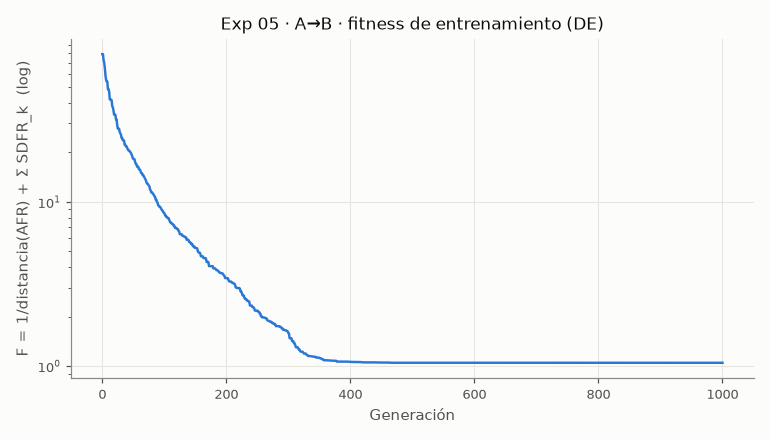 Exp 05 · A→B · fitness de entrenamiento (DE)
F = 1/distancia(AFR) + Σ SDFR_k (log)
10¹
10⁰
0 200 400 600 800 1000
Generación